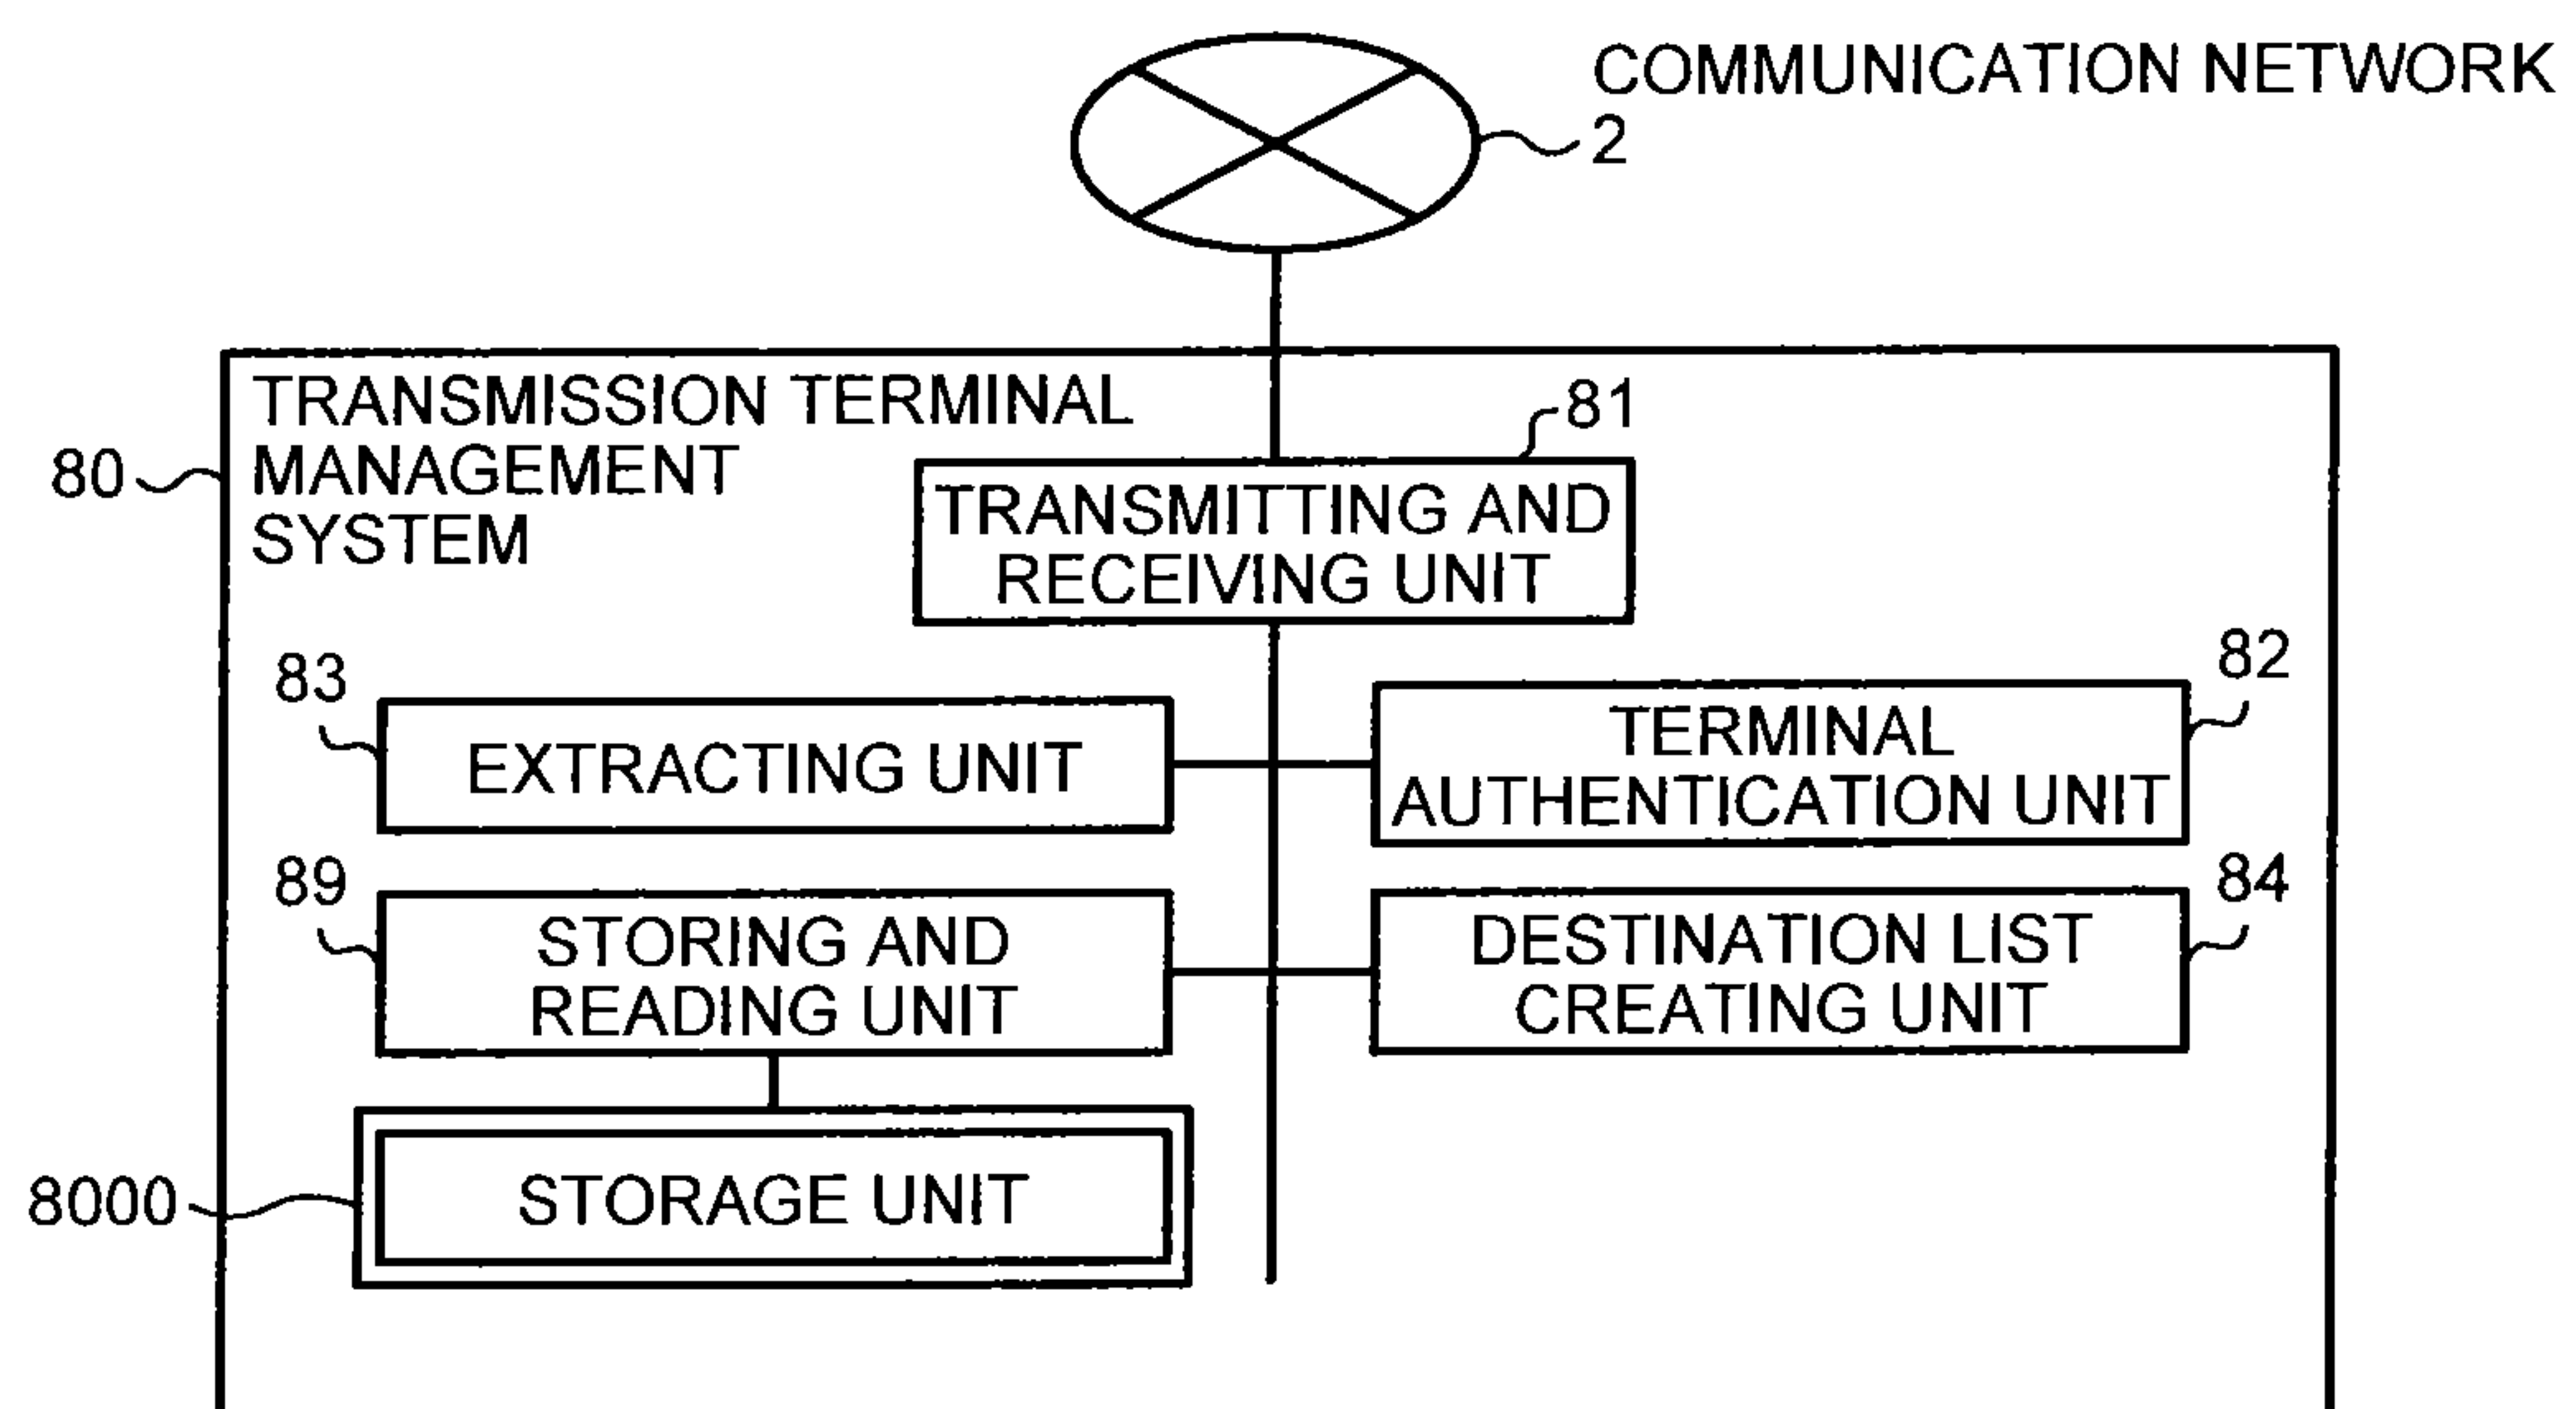 COMMUNICATION NETWORK
2
TRANSMISSION TERMINAL
MANAGEMENT
SYSTEM
80
81
TRANSMITTING AND
RECEIVING UNIT
83
EXTRACTING UNIT
82
TERMINAL
AUTHENTICATION UNIT
89
STORING AND
READING UNIT
84
DESTINATION LIST
CREATING UNIT
8000
STORAGE UNIT